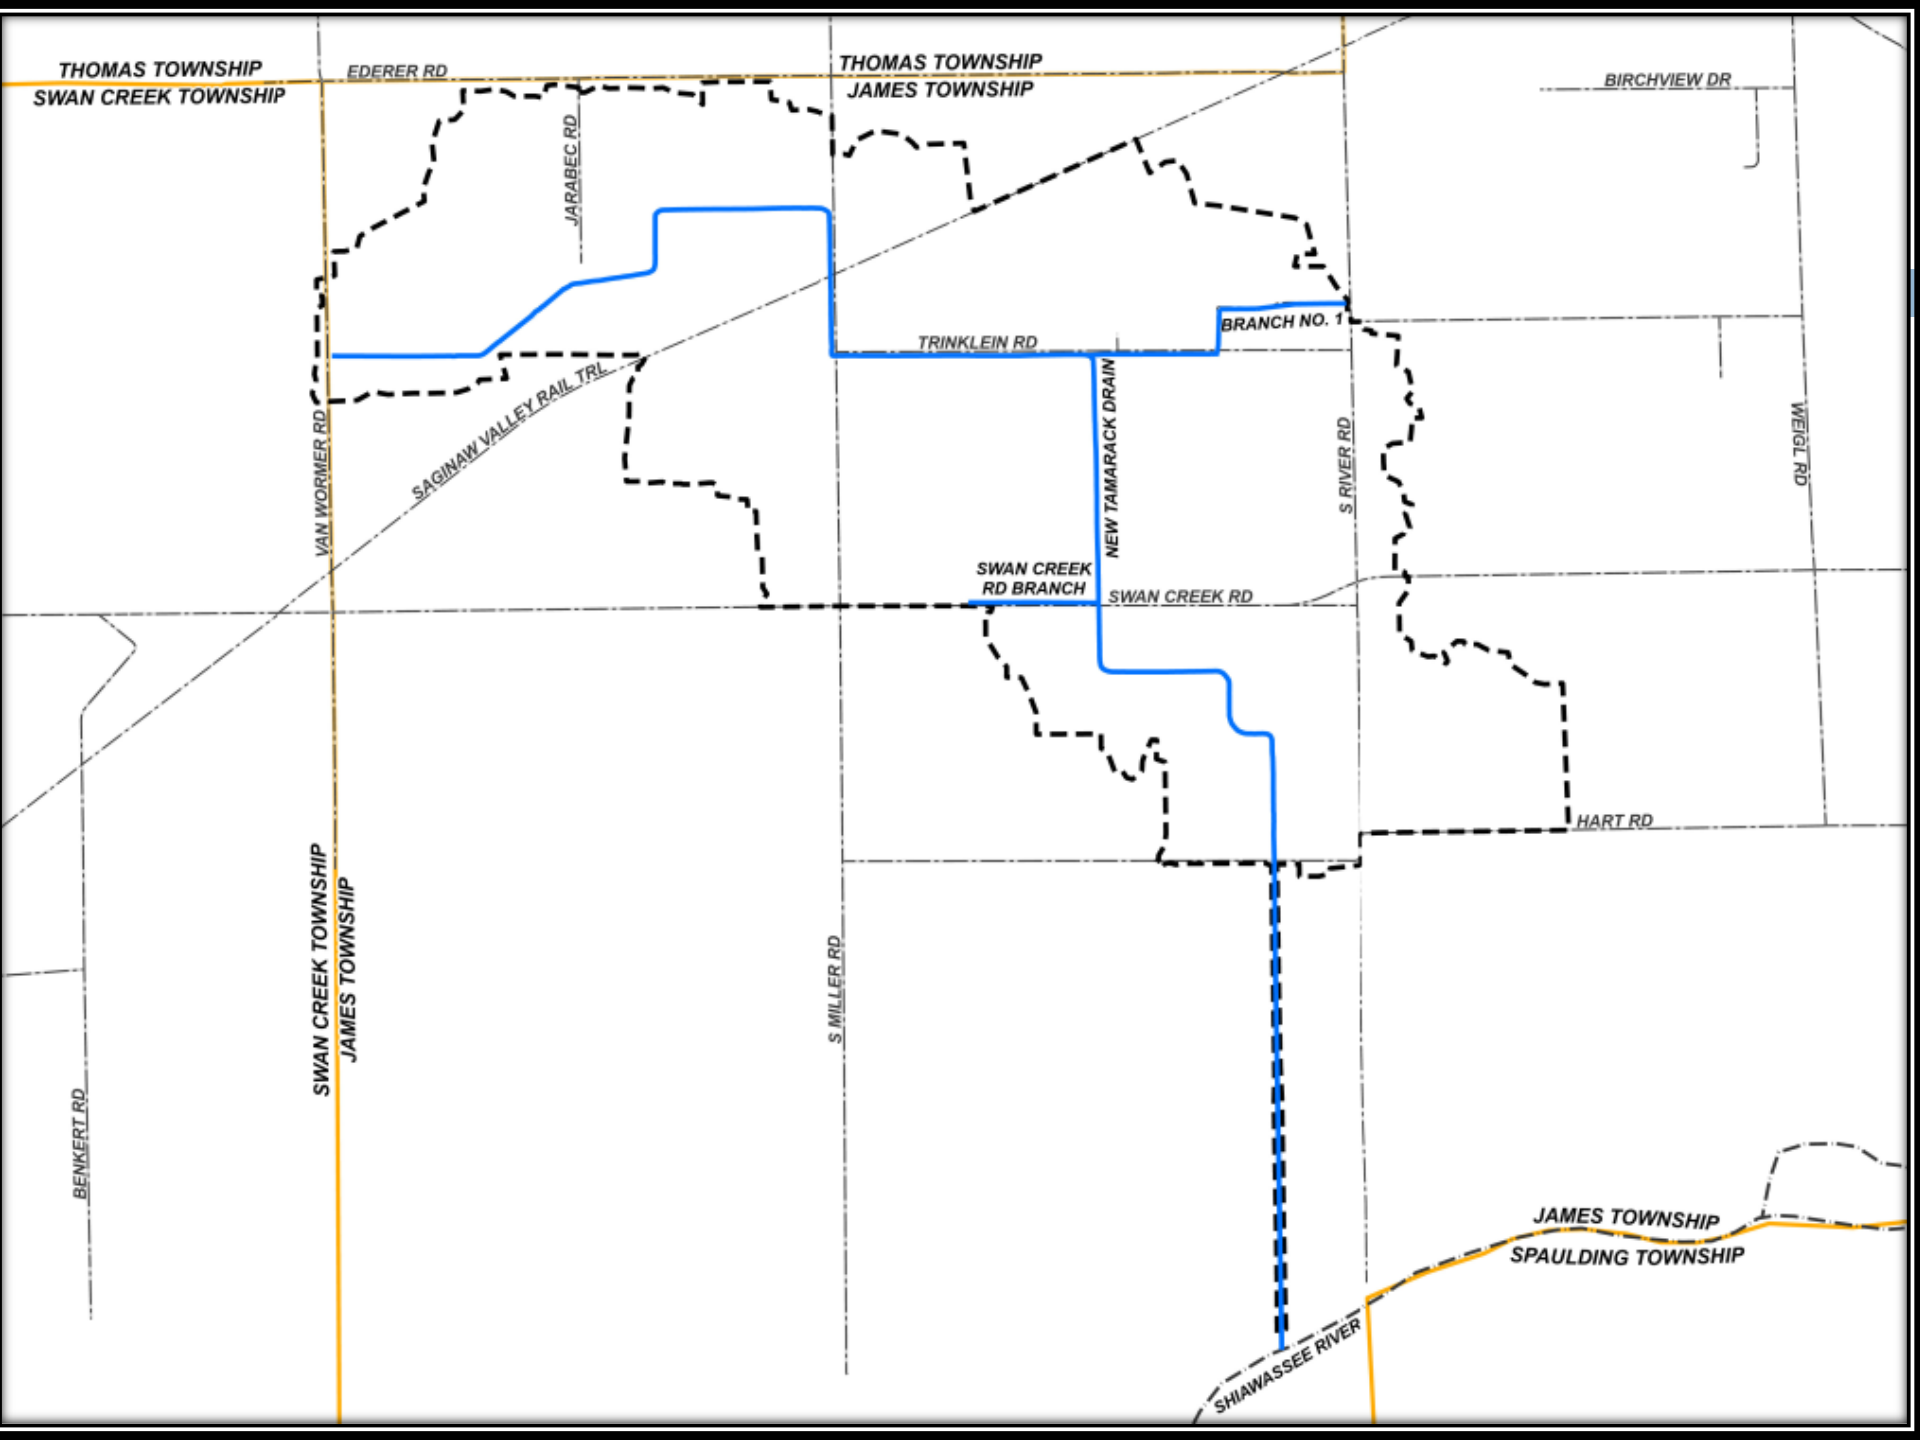 THOMAS TOWNSHIP
SWAN CREEK TOWNSHIP
EDERER RD
THOMAS TOWNSHIP
JAMES TOWNSHIP
BIRCHVIEW DR
JARABEC RD
BRANCH NO. 1
TRINKLEIN RD
NEW TAMARACK DRAIN
SAGINAW VALLEY RAIL TRL
VAN WORMER RD
S RIVER RD
WEIGL RD
SWAN CREEK
RD BRANCH
SWAN CREEK RD
HART RD
SWAN CREEK TOWNSHIP
JAMES TOWNSHIP
S MILLER RD
BENKERT RD
JAMES TOWNSHIP
SPAULDING TOWNSHIP
SHIAWASSEE RIVER